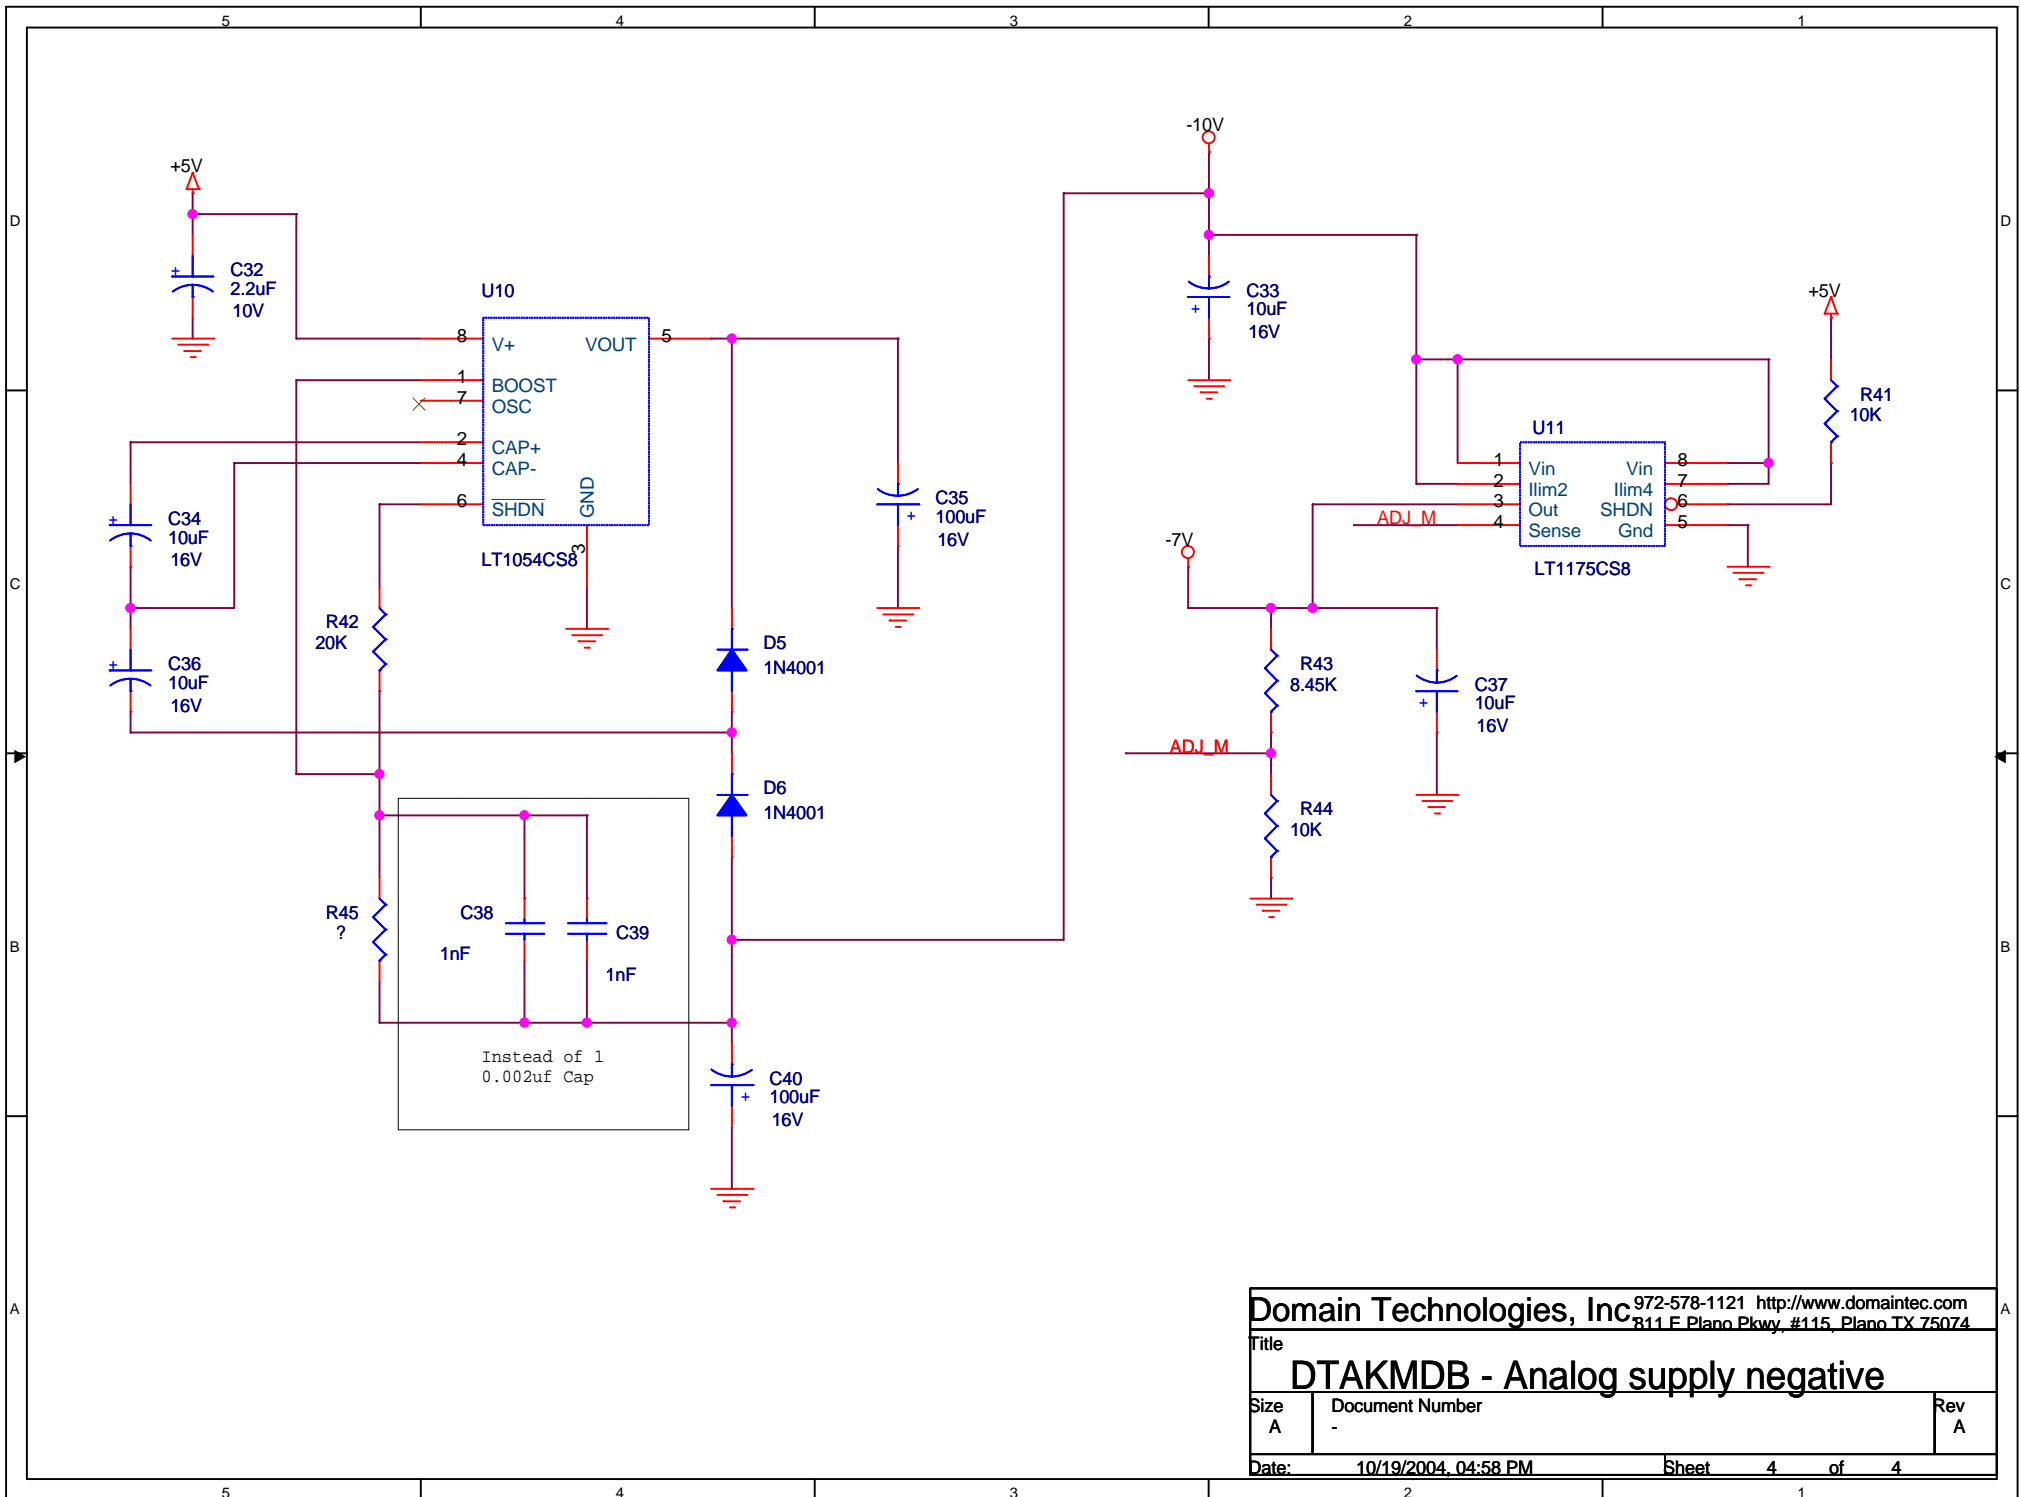 5 4 3 2 1
D D
C C
B B
A A
+5V
C32
2.2uF
10V
U10
8 V+
1 BOOST
7 OSC
2 CAP+
4 CAP-
6 SHDN
GND 3
VOUT 5
LT1054CS8
C34
10uF
16V
C36
10uF
16V
R42
20K
R45
?
C38
1nF
C39
1nF
Instead of 1
0.002uf Cap
D5
1N4001
D6
1N4001
C35
100uF
16V
C40
100uF
16V
-10V
C33
10uF
16V
+5V
R41
10K
U11
1 Vin Vin 8
2 Ilim2 Ilim4 7
3 Out SHDN 6
4 Sense Gnd 5
LT1175CS8
ADJ_M
-7V
R43
8.45K
C37
10uF
16V
ADJ_M
R44
10K
Domain Technologies, Inc.
972-578-1121 http://www.domaintec.com
811 E Plano Pkwy, #115, Plano TX 75074
Title
DTAKMDB - Analog supply negative
Size
A
Document Number
-
Rev
A
Date: 10/19/2004, 04:58 PM
Sheet 4 of 4
5 4 3 2 1